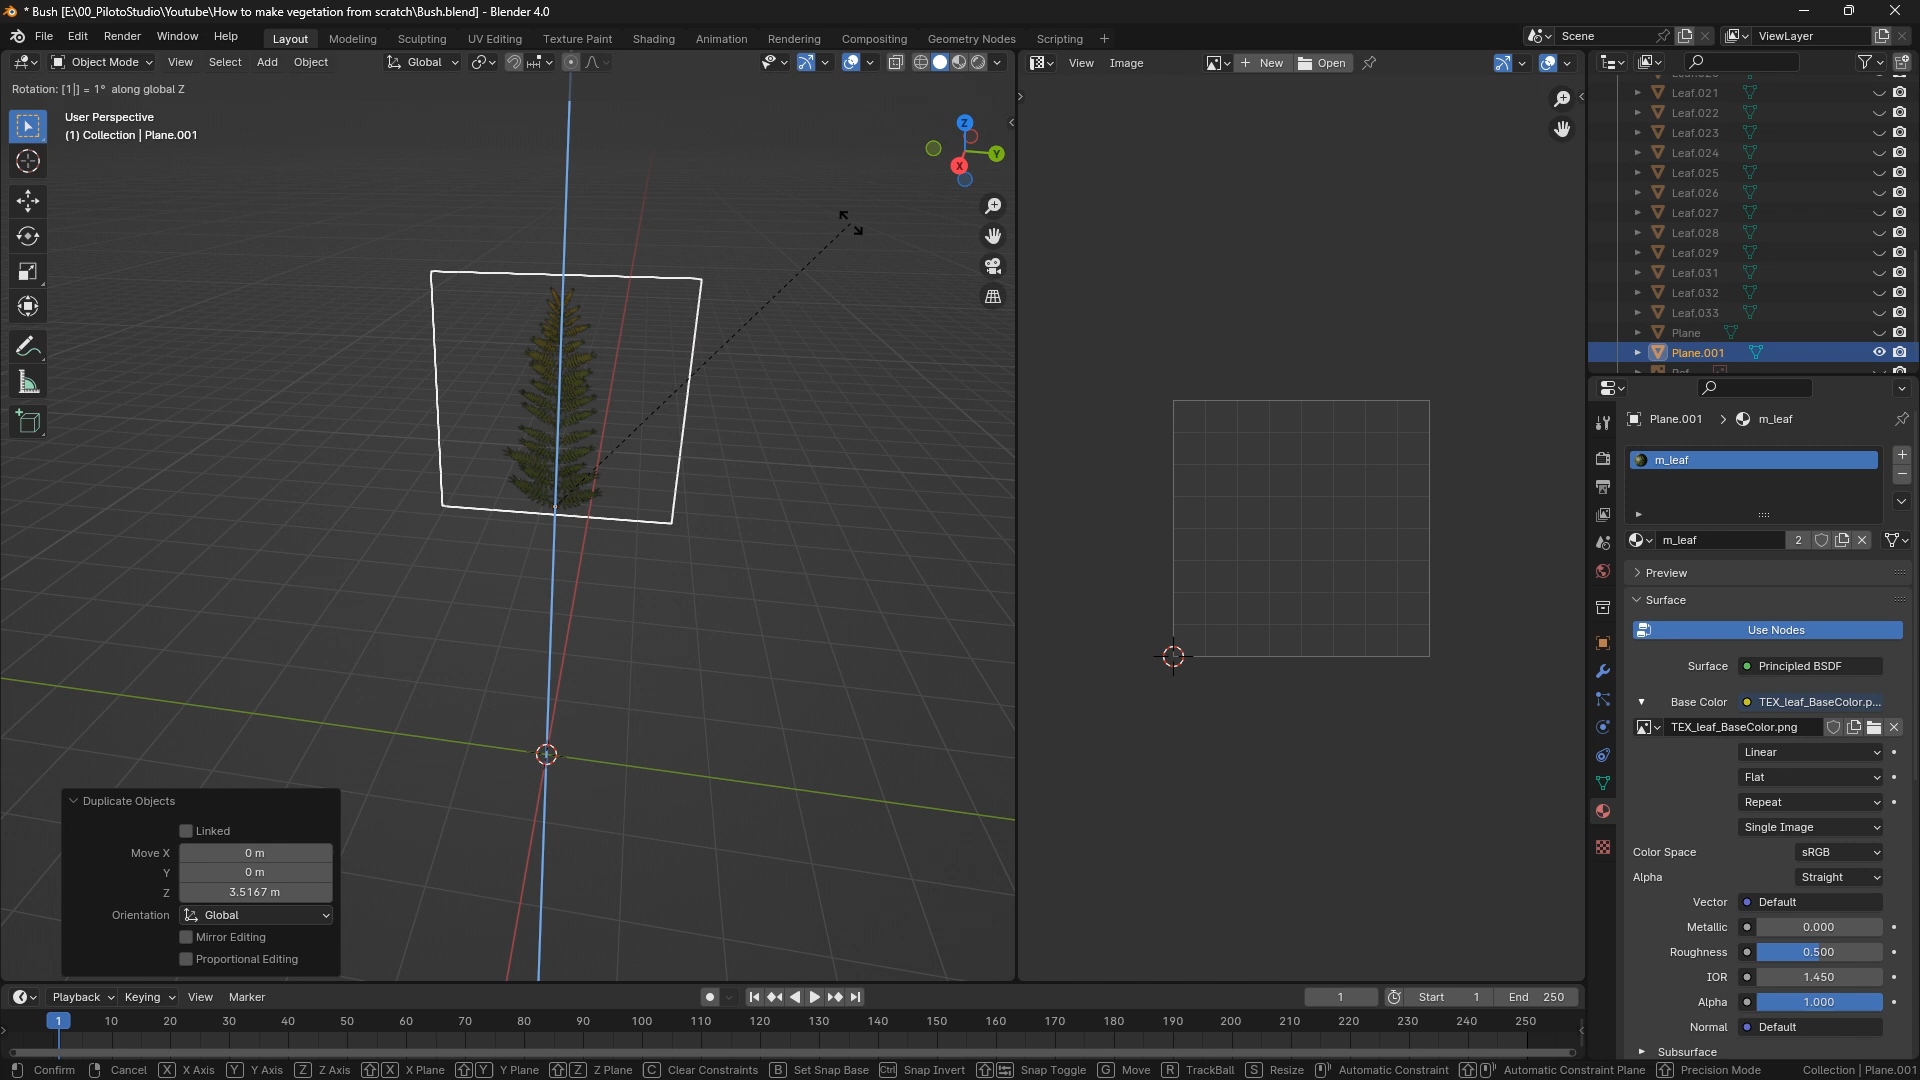 * Bush [E:\00_PilotoStudio\Youtube\How to make vegetation from scratch\Bush.blend] - Blender 4.0
File Edit Render Window Help Layout Modeling Sculpting UV Editing Texture Paint Shading Animation Rendering Compositing Geometry Nodes Scripting + Scene ViewLayer
Object Mode View Select Add Object Global View Image New Open
Rotation: [1|] = 1° along global Z
User Perspective
(1) Collection | Plane.001
Z
Y
X
Leaf.021
Leaf.022
Leaf.023
Leaf.024
Leaf.025
Leaf.026
Leaf.027
Leaf.028
Leaf.029
Leaf.031
Leaf.032
Leaf.033
Plane
Plane.001
Plane.001 > m_leaf
m_leaf
m_leaf 2
Preview
Surface
Use Nodes
Surface Principled BSDF
Base Color TEX_leaf_BaseColor.p...
TEX_leaf_BaseColor.png
Linear
Flat
Repeat
Single Image
Color Space sRGB
Alpha Straight
Vector Default
Metallic 0.000
Roughness 0.500
IOR 1.450
Alpha 1.000
Normal Default
Subsurface
Duplicate Objects
Linked
Move X 0 m
Y 0 m
Z 3.5167 m
Orientation Global
Mirror Editing
Proportional Editing
Playback Keying View Marker 1 Start 1 End 250
1 10 20 30 40 50 60 70 80 90 100 110 120 130 140 150 160 170 180 190 200 210 220 230 240 250
Confirm Cancel X X Axis Y Y Axis Z Z Axis X X Plane Y Y Plane Z Z Plane C Clear Constraints B Set Snap Base Ctrl Snap Invert Snap Toggle G Move R TrackBall S Resize Automatic Constraint Automatic Constraint Plane Precision Mode Collection | Plane.001